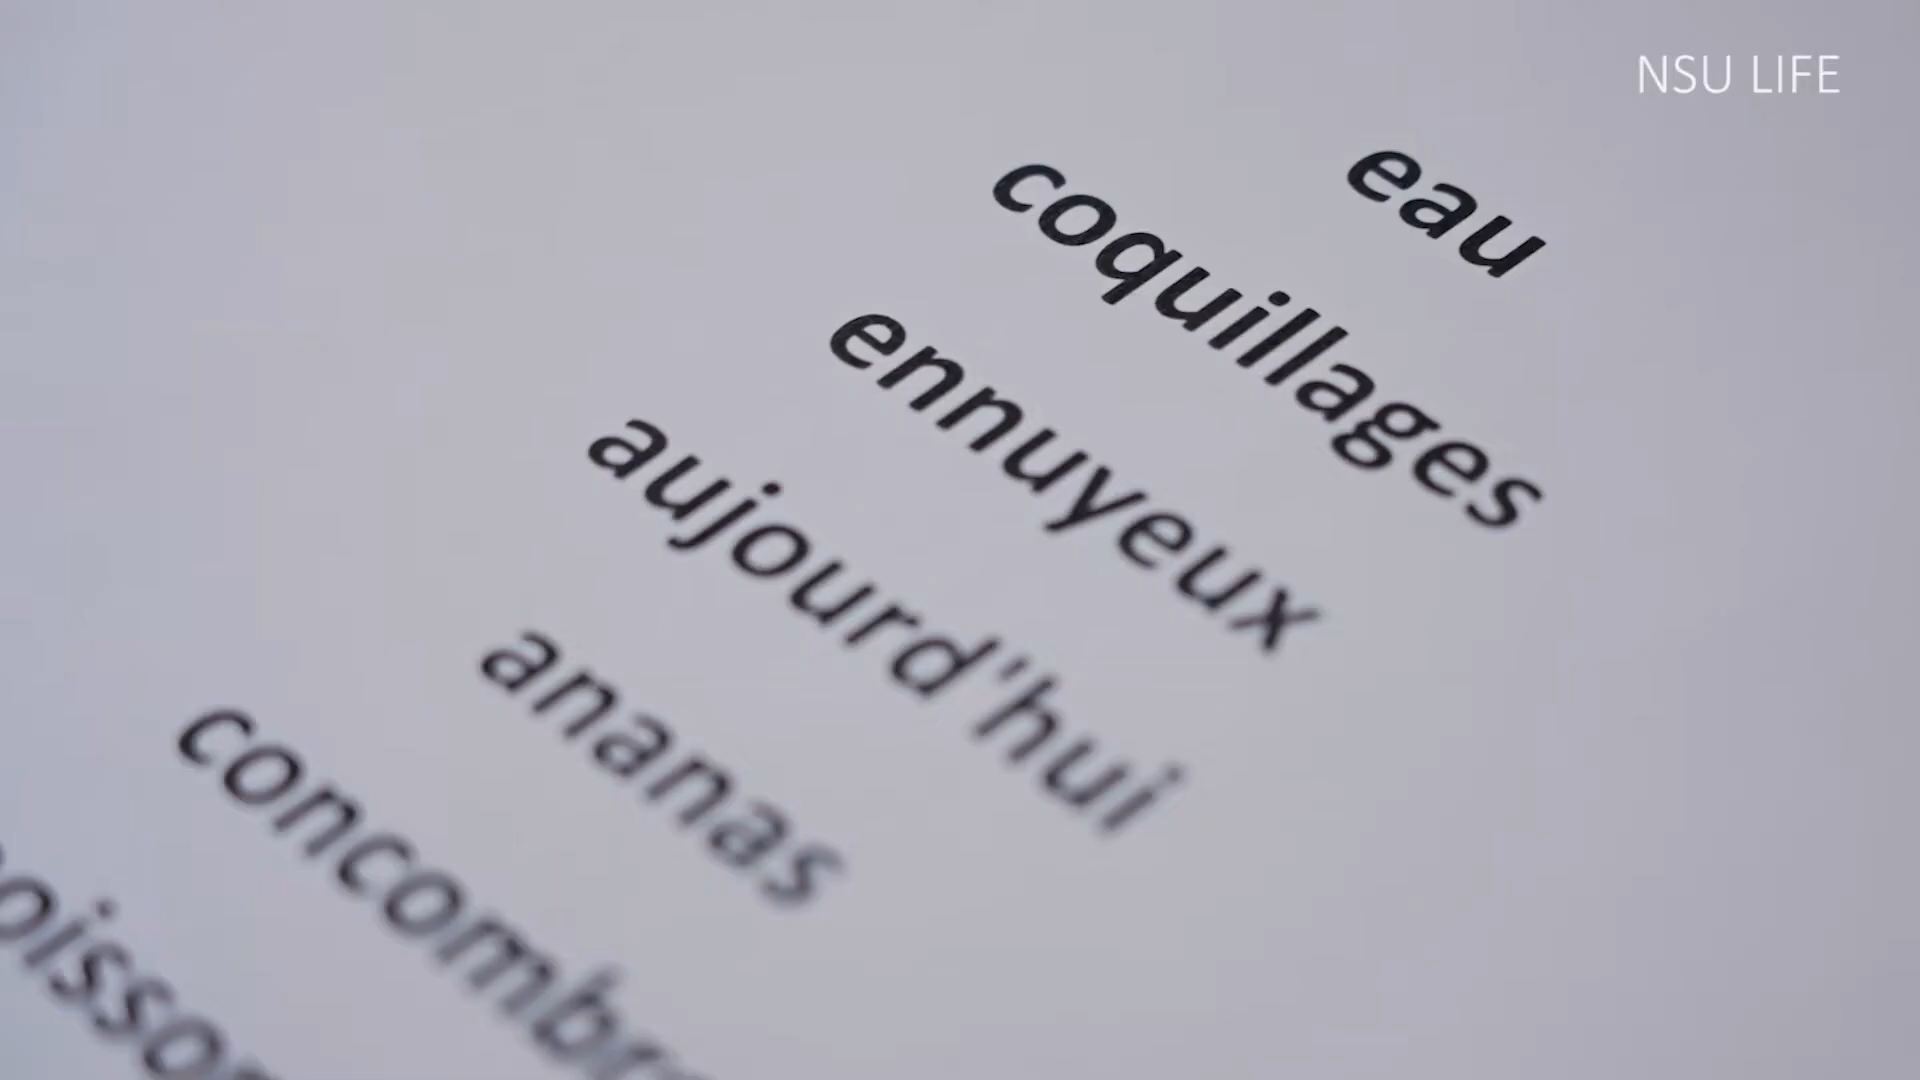 NSU LIFE
eau
coquillages
ennuyeux
aujourd'hui
ananas
concombre